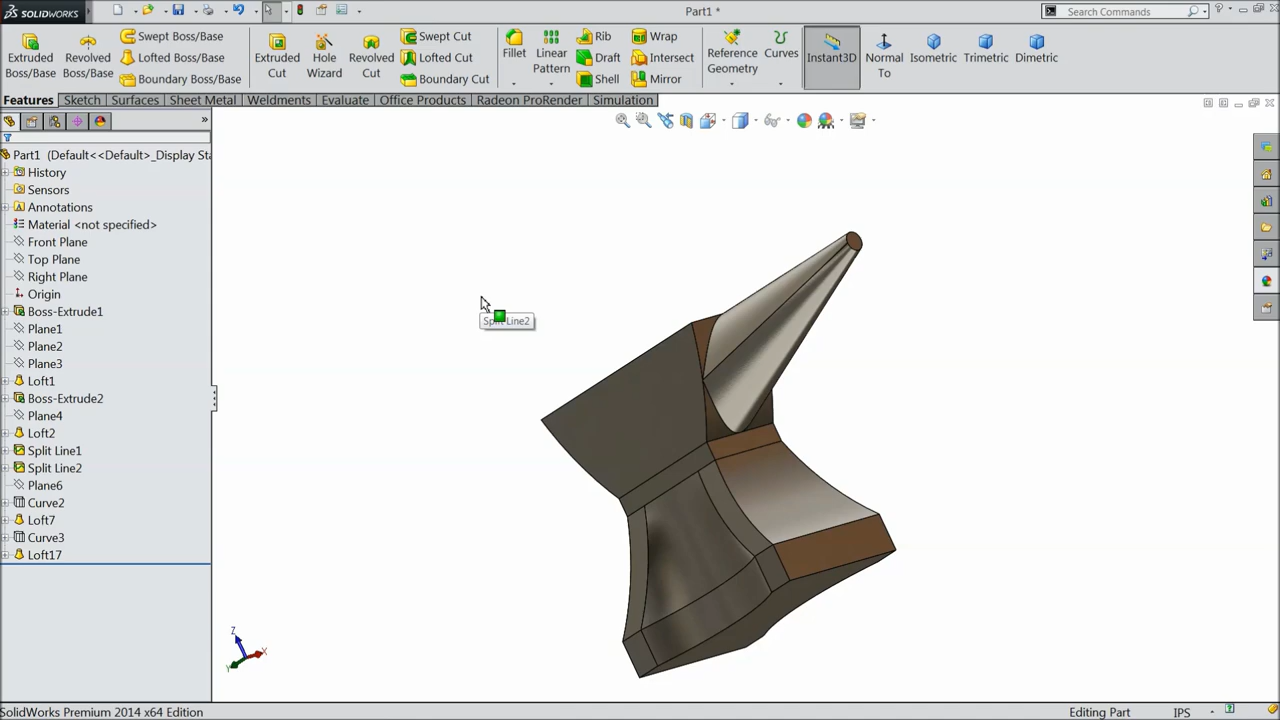 SOLIDWORKS
Part1 *
Search Commands
Extruded Boss/Base
Revolved Boss/Base
Swept Boss/Base
Lofted Boss/Base
Boundary Boss/Base
Extruded Cut
Hole Wizard
Revolved Cut
Swept Cut
Lofted Cut
Boundary Cut
Fillet
Linear Pattern
Rib
Draft
Shell
Wrap
Intersect
Mirror
Reference Geometry
Curves
Instant3D
Normal To
Isometric
Trimetric
Dimetric
Features Sketch Surfaces Sheet Metal Weldments Evaluate Office Products Radeon ProRender Simulation
Part1 (Default<<Default>_Display Sta
History
Sensors
Annotations
Material <not specified>
Front Plane
Top Plane
Right Plane
Origin
Boss-Extrude1
Plane1
Plane2
Plane3
Loft1
Boss-Extrude2
Plane4
Loft2
Split Line1
Split Line2
Plane6
Curve2
Loft7
Curve3
Loft17
Split Line2
Z
X
Y
SolidWorks Premium 2014 x64 Edition
Editing Part
IPS